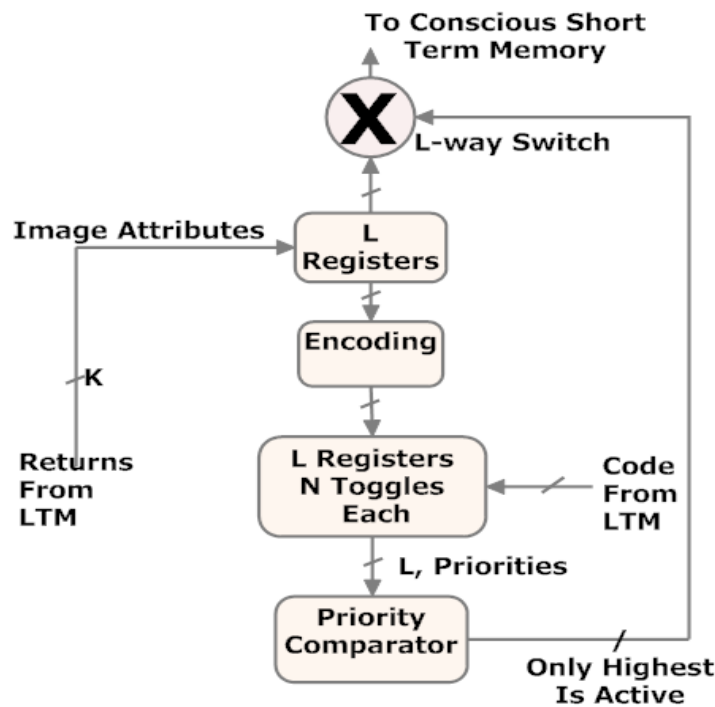 To Conscious Short
Term Memory
X
L-way Switch
Image Attributes
L
Registers
Encoding
K
Returns
From
LTM
L Registers
N Toggles
Each
Code
From
LTM
L, Priorities
Priority
Comparator
Only Highest
Is Active